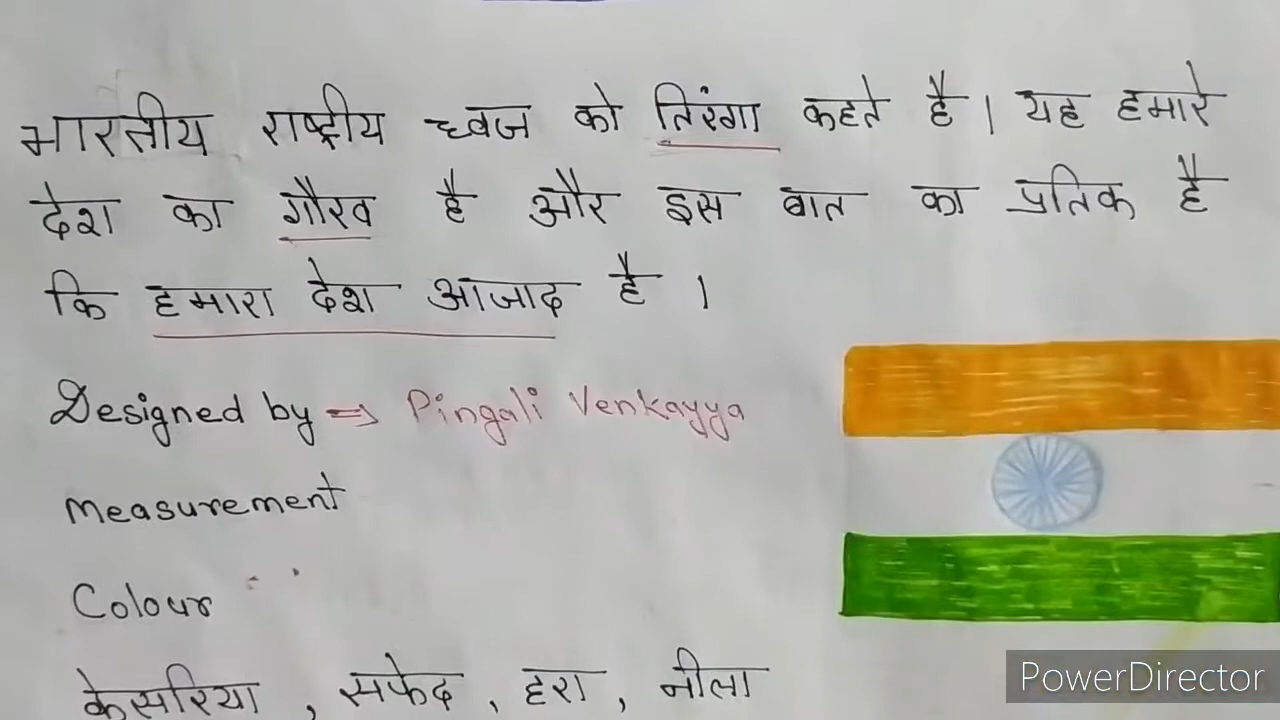 भारतीय राष्ट्रीय ध्वज को तिरंगा कहते है। यह हमारे
देश का गौरव है और इस बात का प्रतिक है
कि हमारा देश आजाद है।
Designed by ⇒ Pingali Venkayya
Measurement
Colour
केसरिया, सफेद, हरा, नीला
PowerDirector